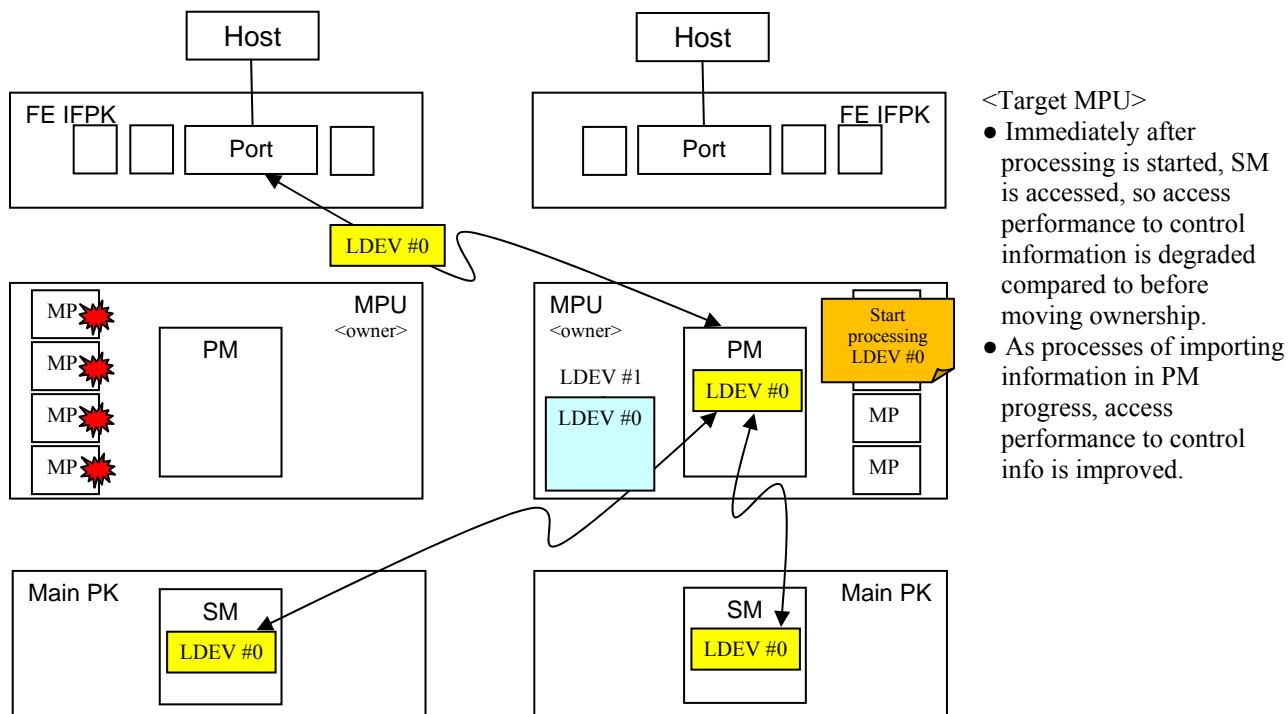 Host
Host
FE IFPK
Port
FE IFPK
Port
LDEV #0
<Target MPU>
● Immediately after
processing is started, SM
is accessed, so access
performance to control
information is degraded
compared to before
moving ownership.
● As processes of importing
information in PM
progress, access
performance to control
info is improved.
MPU
<owner>
MP
MP
MP
MP
PM
MPU
<owner>
LDEV #1
LDEV #0
PM
LDEV #0
Start
processing
LDEV #0
MP
MP
Main PK
SM
LDEV #0
Main PK
SM
LDEV #0